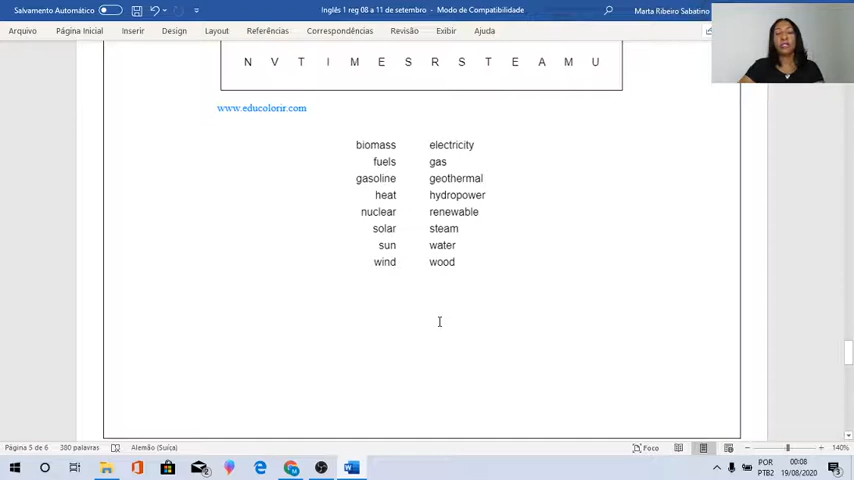 Salvamento Automático
Inglês 1 reg 08 a 11 de setembro - Modo de Compatibilidade
Marta Ribeiro Sabatino
Arquivo Página Inicial Inserir Design Layout Referências Correspondências Revisão Exibir Ajuda
N V T I M E S R S T E A M U
www.educolorir.com
biomass electricity
fuels gas
gasoline geothermal
heat hydropower
nuclear renewable
solar steam
sun water
wind wood
Página 5 de 6 380 palavras Alemão (Suíça) Foco 140%
POR 00:08
PTB2 19/08/2020